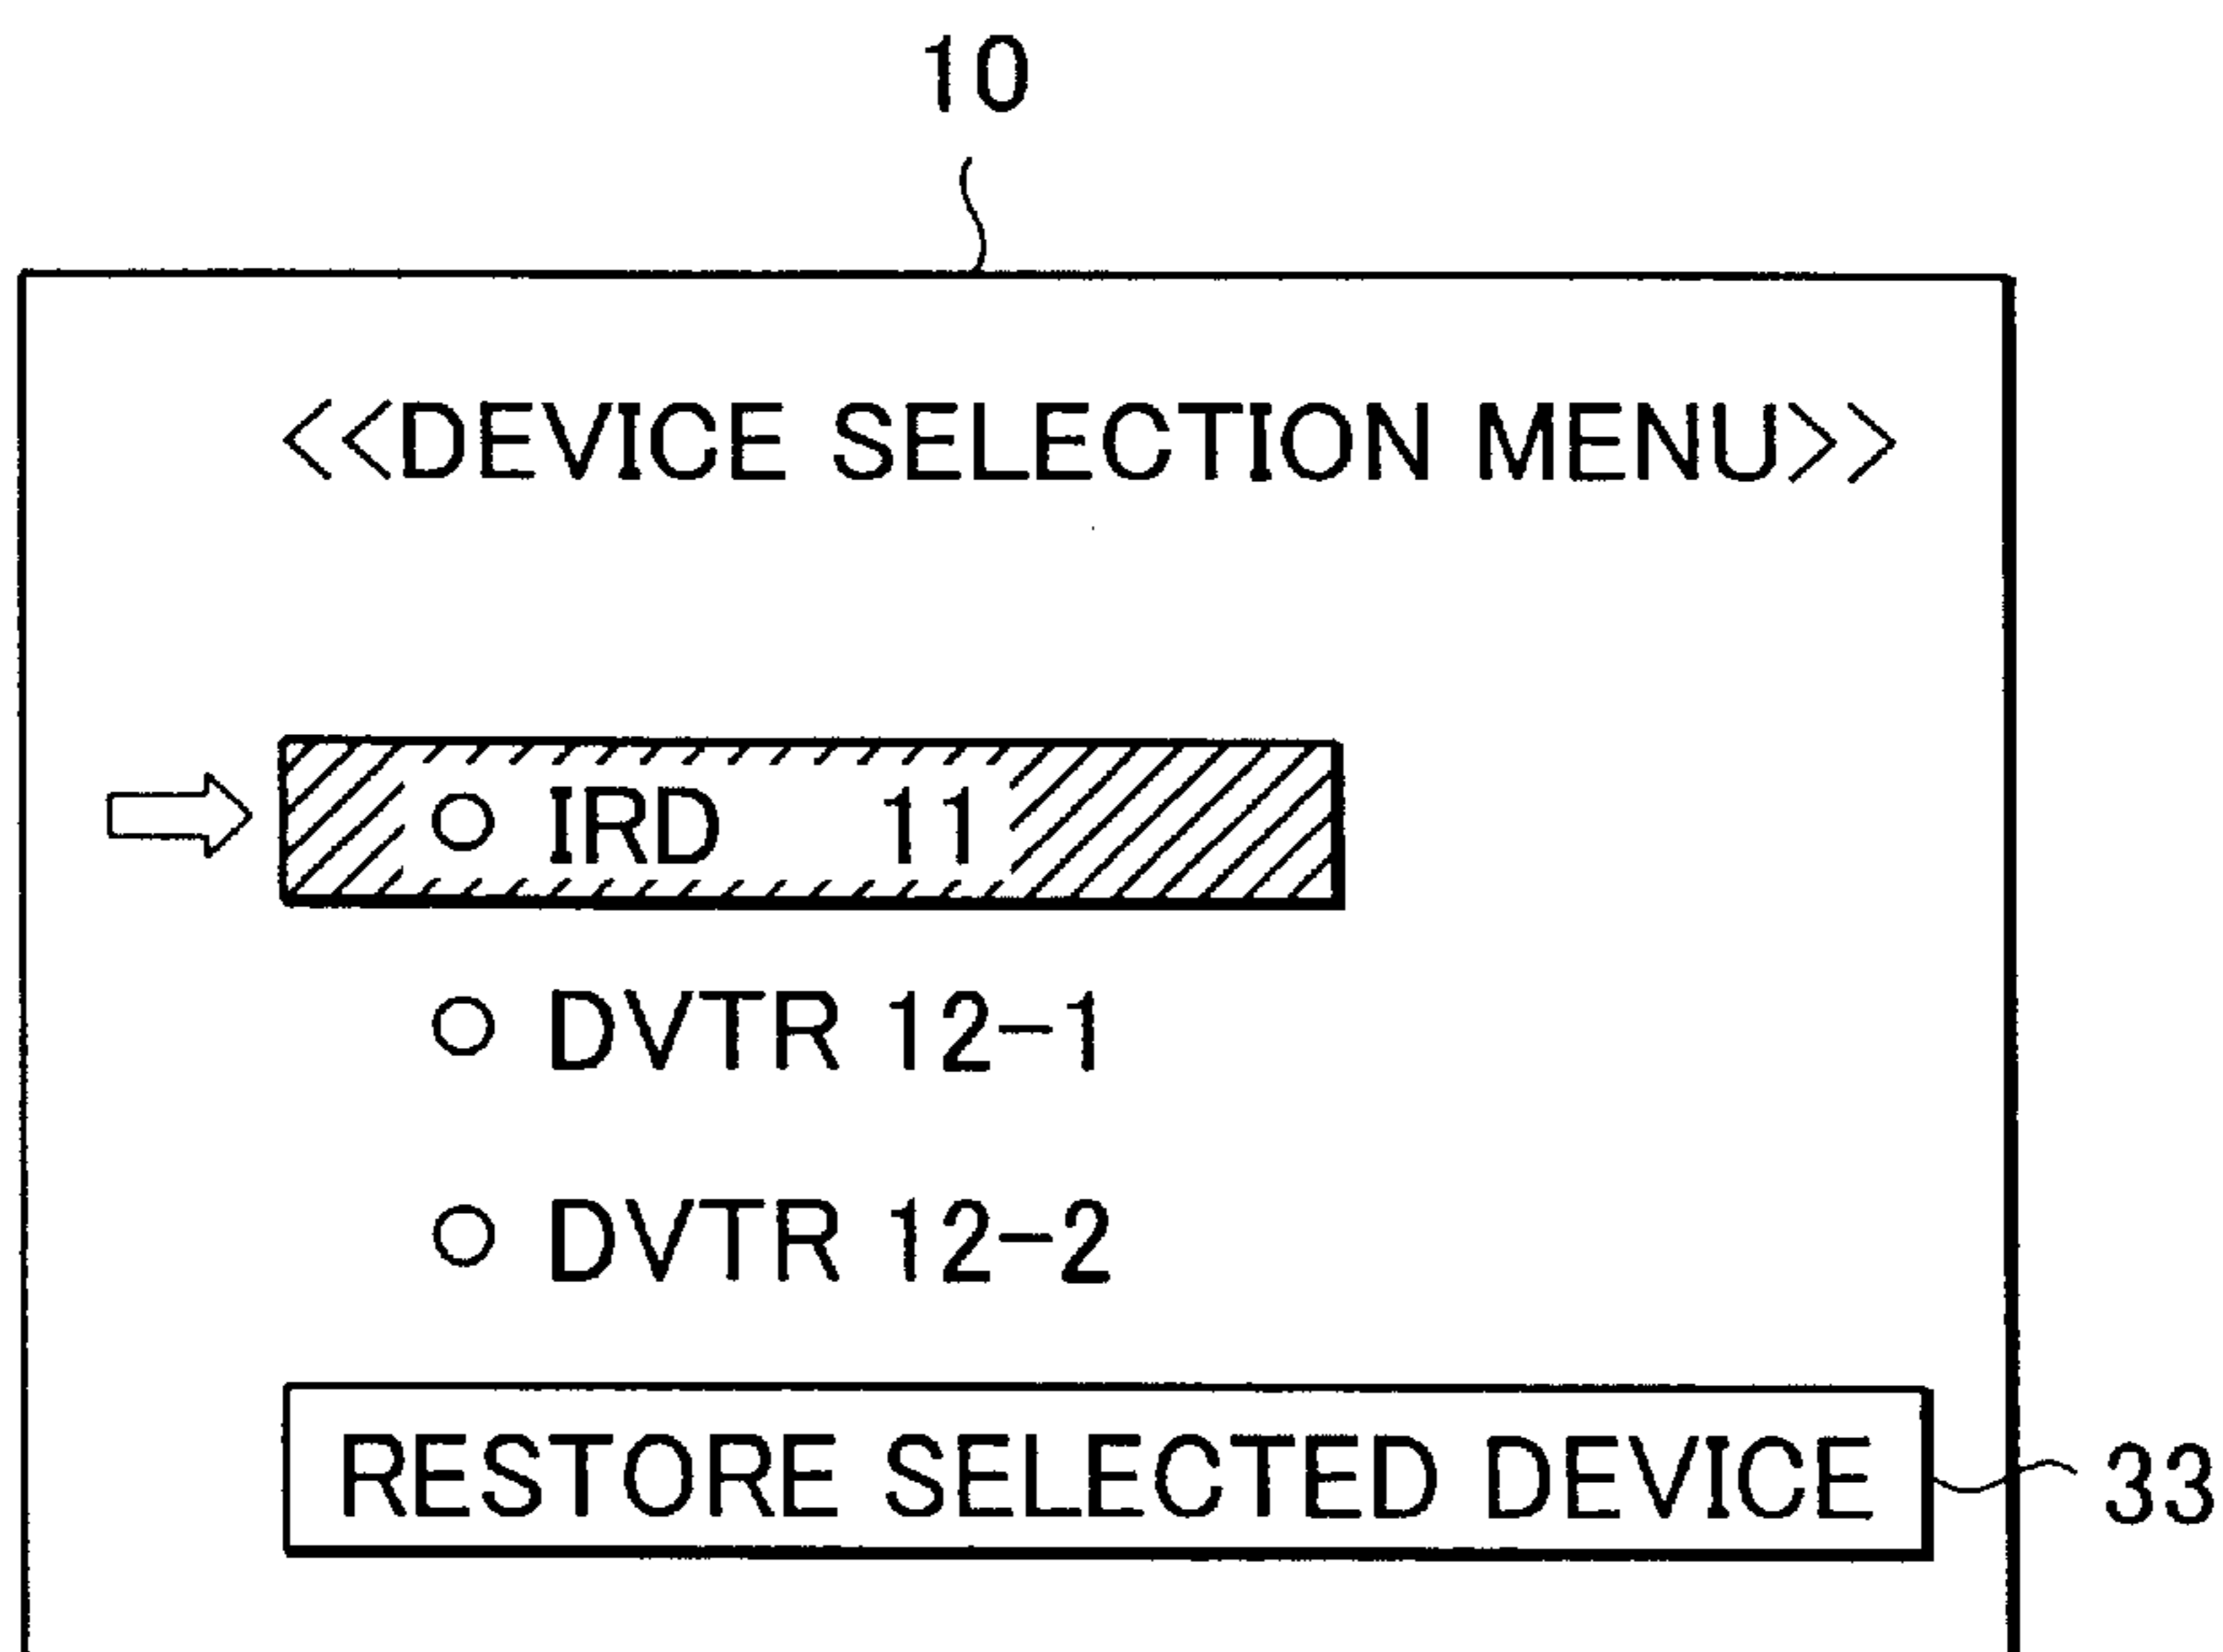 10
<<DEVICE SELECTION MENU>>
○ IRD 11
○ DVTR 12-1
○ DVTR 12-2
RESTORE SELECTED DEVICE 33